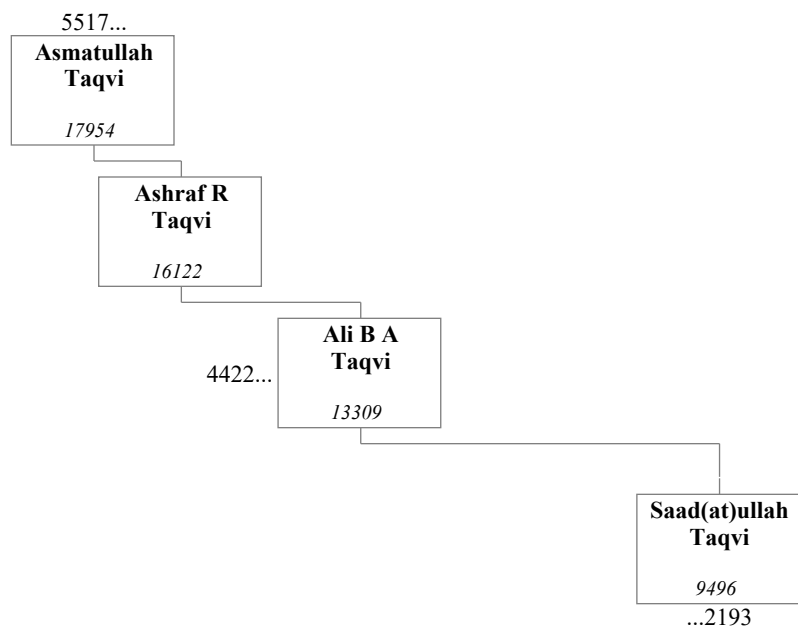 5517...
Asmatullah
Taqvi
17954
Ashraf R
Taqvi
16122
Ali B A
Taqvi
4422...
13309
Saad(at)ullah
Taqvi
9496
...2193